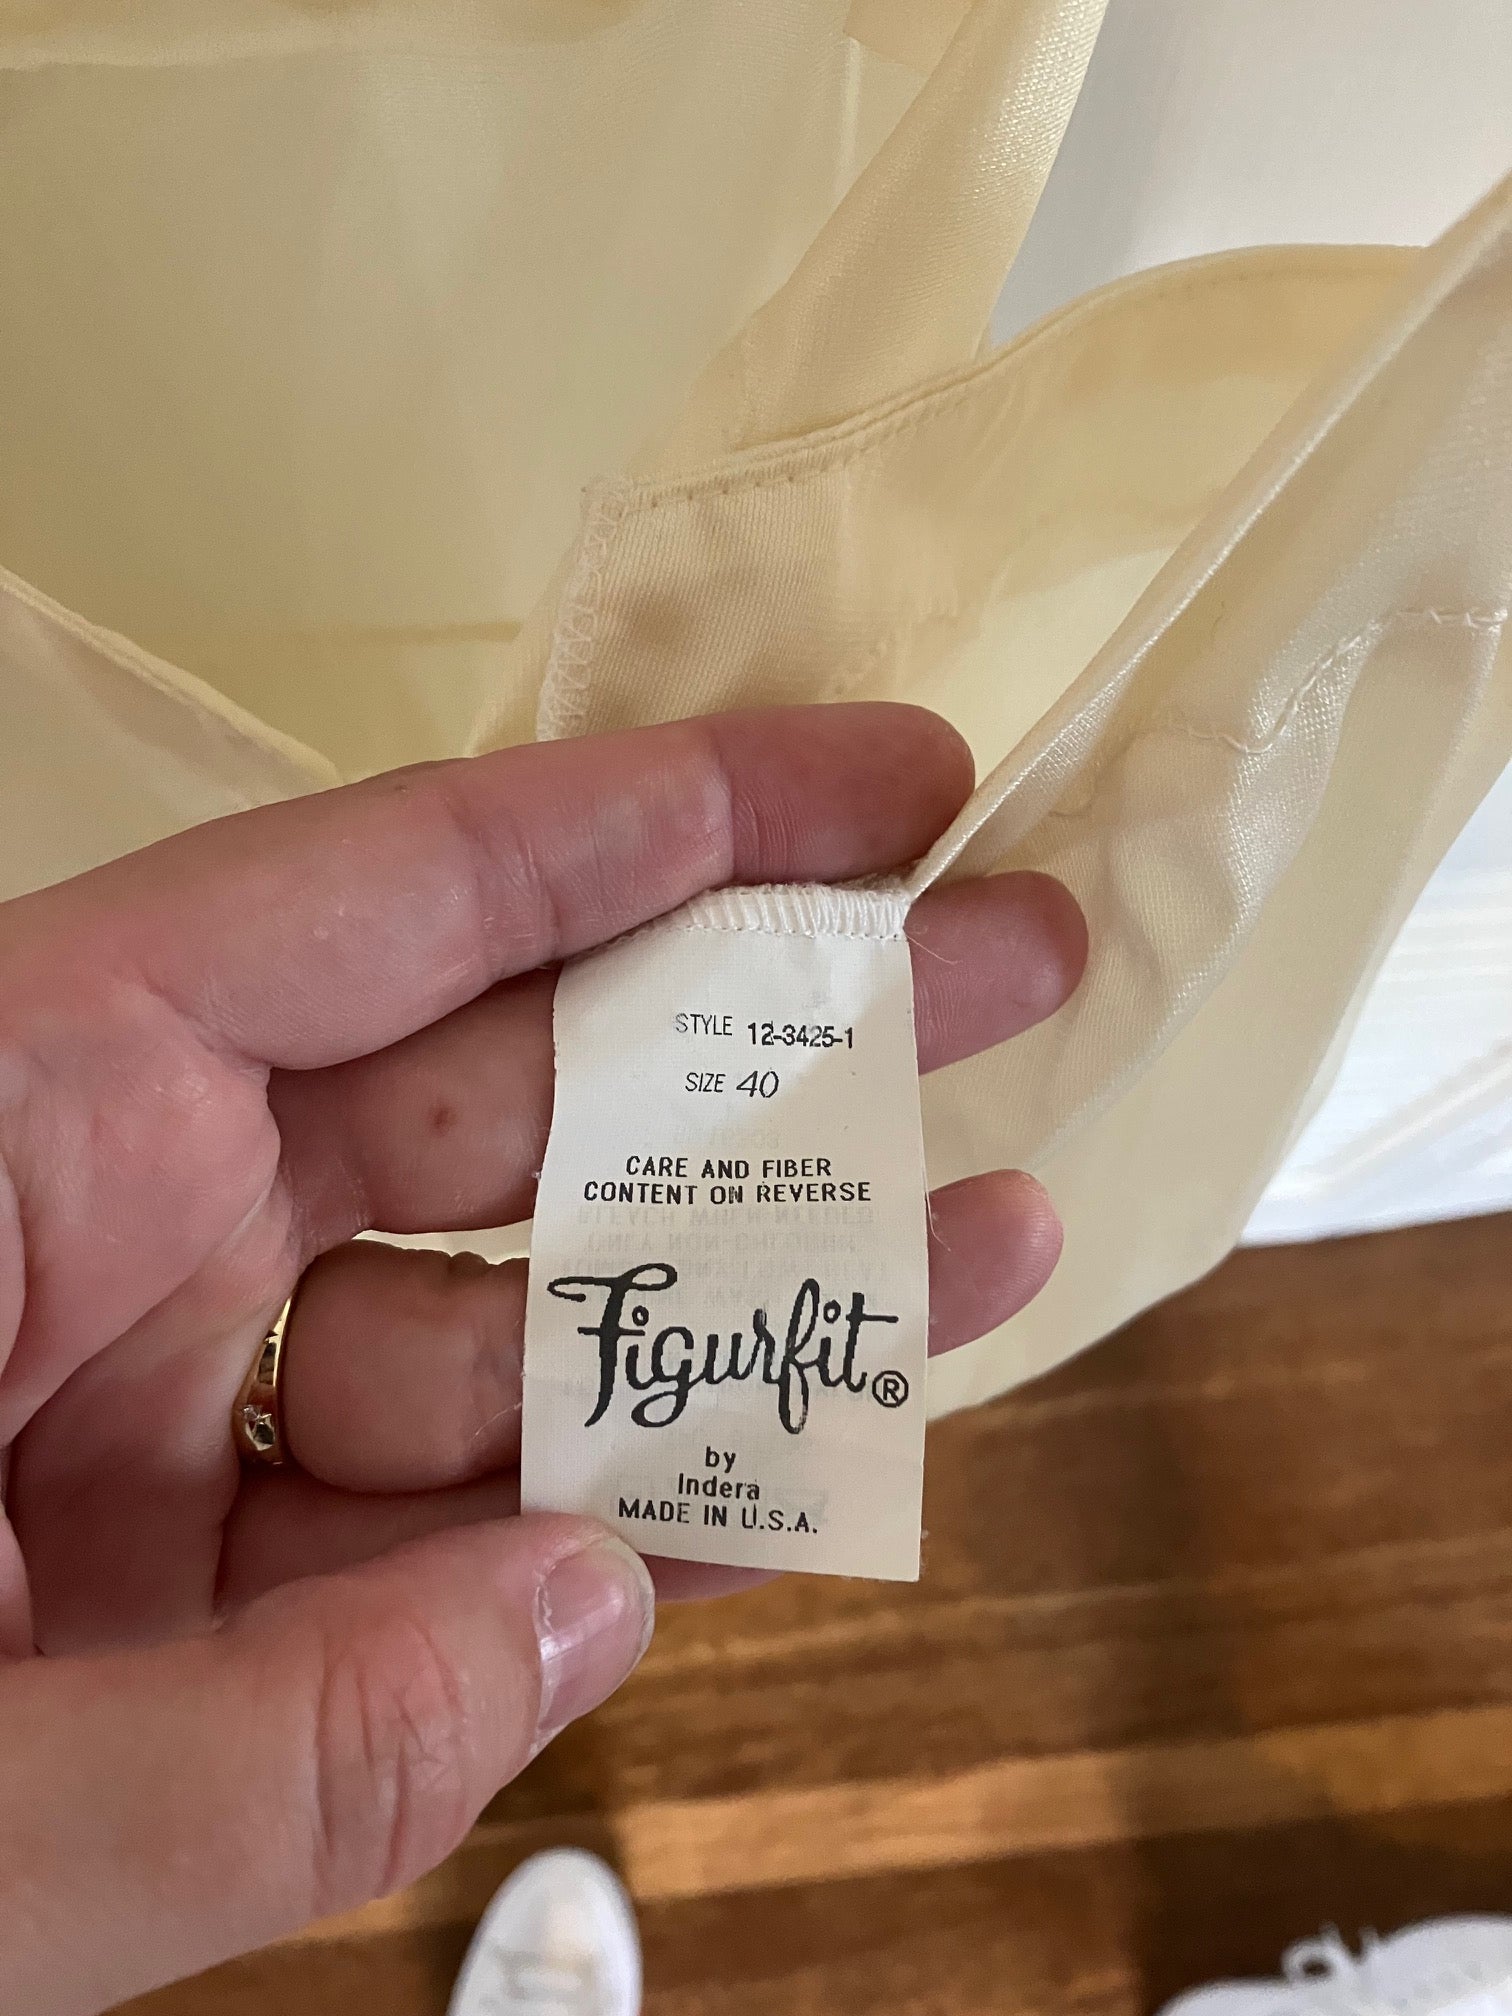 STYLE 12-3425-1
SIZE 40
CARE AND FIBER
CONTENT ON REVERSE
Figurfit®
by
Indera
MADE IN U.S.A.